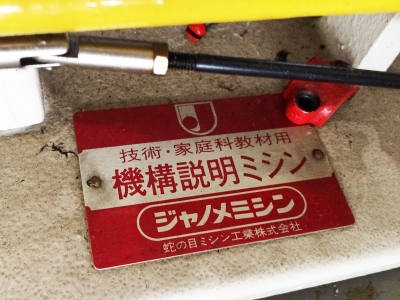 技術・家庭科教材用
機構説明ミシン
ジャノメミシン
蛇の目ミシン工業株式会社